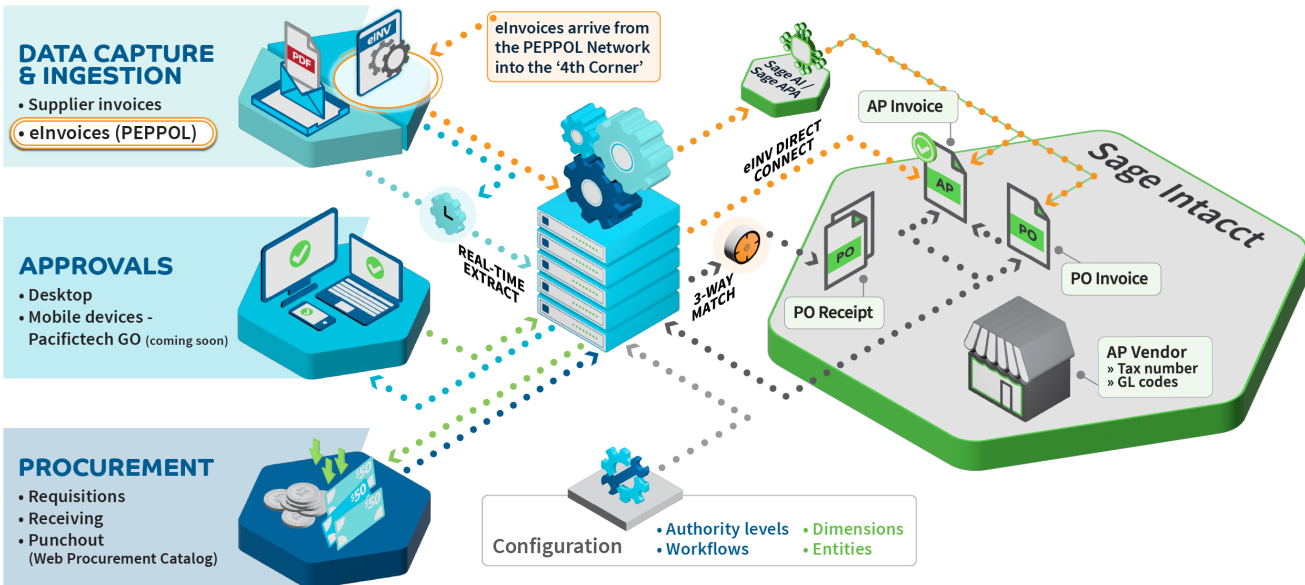 DATA CAPTURE
& INGESTION
• Supplier invoices
• eInvoices (PEPPOL)
PDF
eINV
eInvoices arrive from
the PEPPOL Network
into the ‘4th Corner’
Sage AI /
Sage APA
eINV DIRECT
CONNECT
REAL-TIME
EXTRACT
3-WAY
MATCH
Sage Intacct
AP Invoice
AP
PO
PO
PO Receipt
PO Invoice
AP Vendor
» Tax number
» GL codes
APPROVALS
• Desktop
• Mobile devices -
Pacifictech GO (coming soon)
PROCUREMENT
• Requisitions
• Receiving
• Punchout
(Web Procurement Catalog)
$50
$50
$50
Configuration
• Authority levels
• Workflows
• Dimensions
• Entities